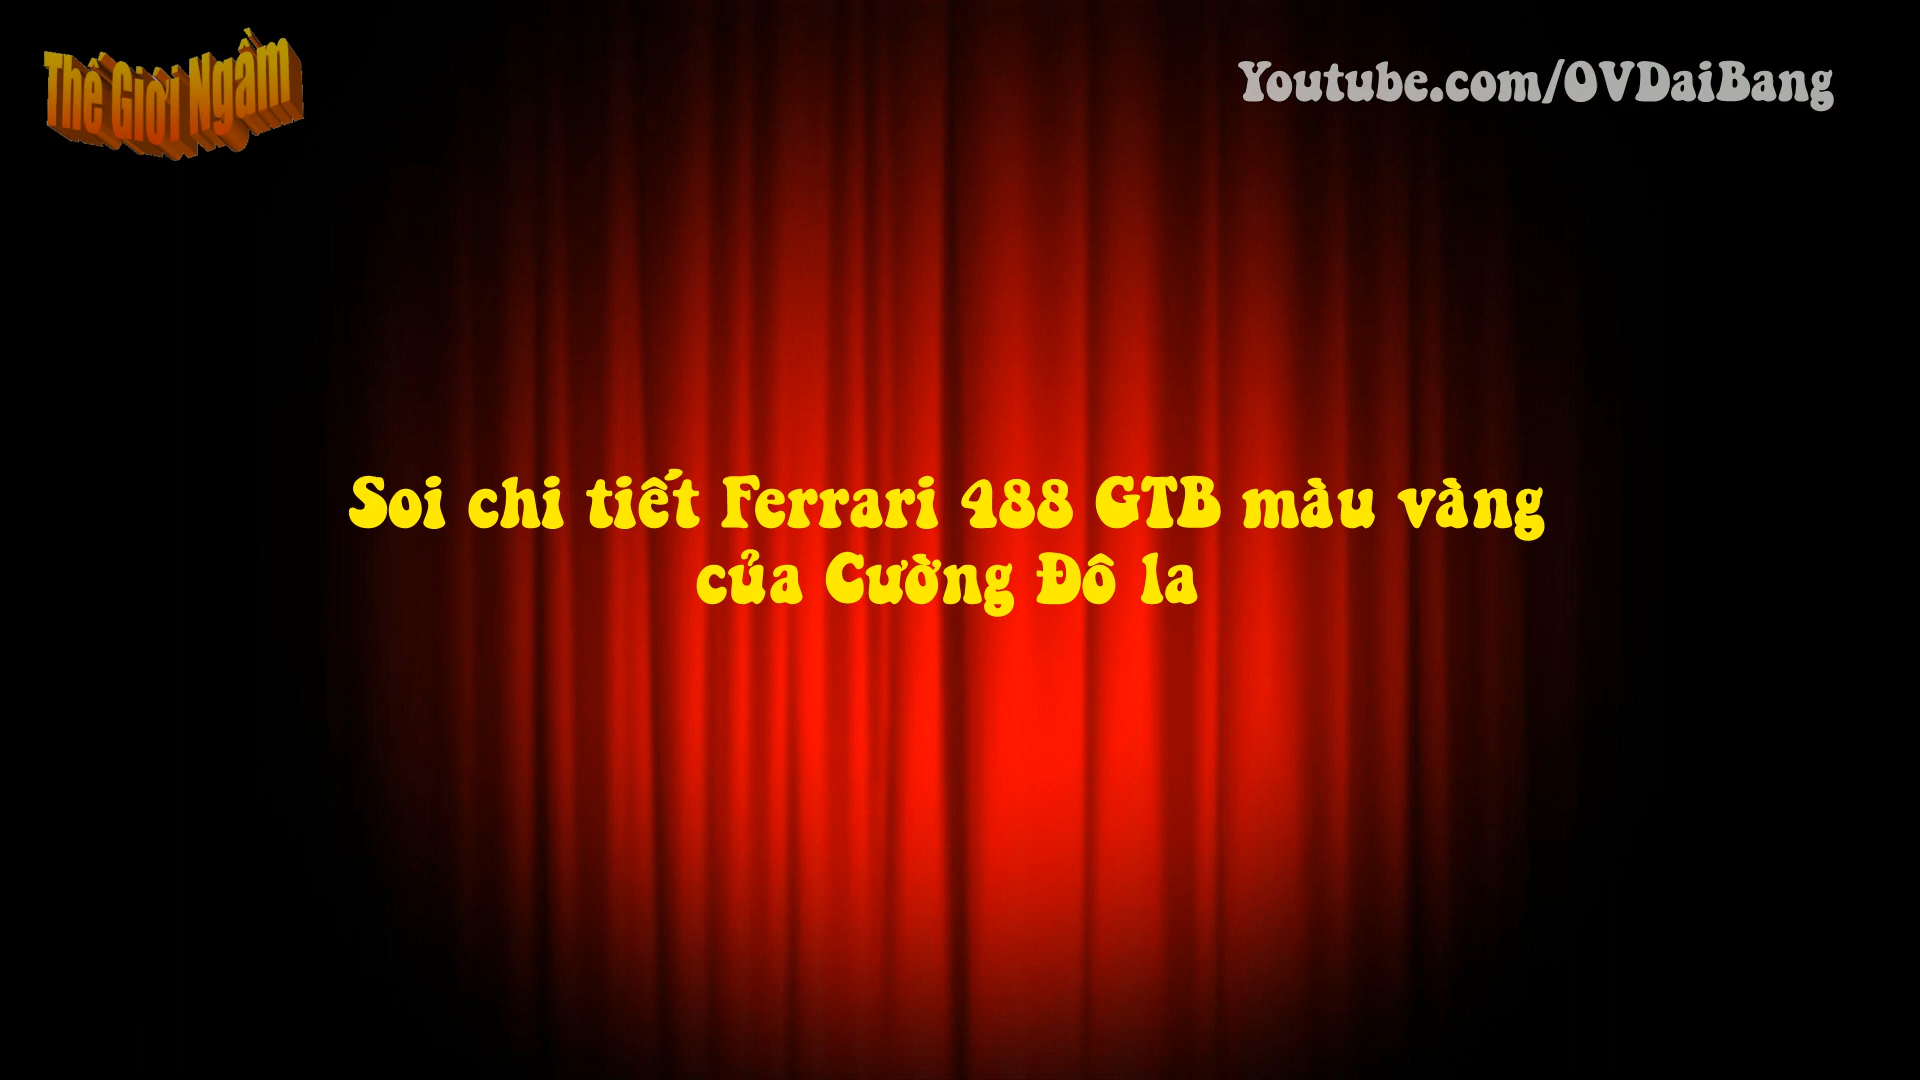 Thế Giới Ngầm
Youtube.com/OVDaiBang
Soi chi tiết Ferrari 488 GTB màu vàng
của Cường Đô la